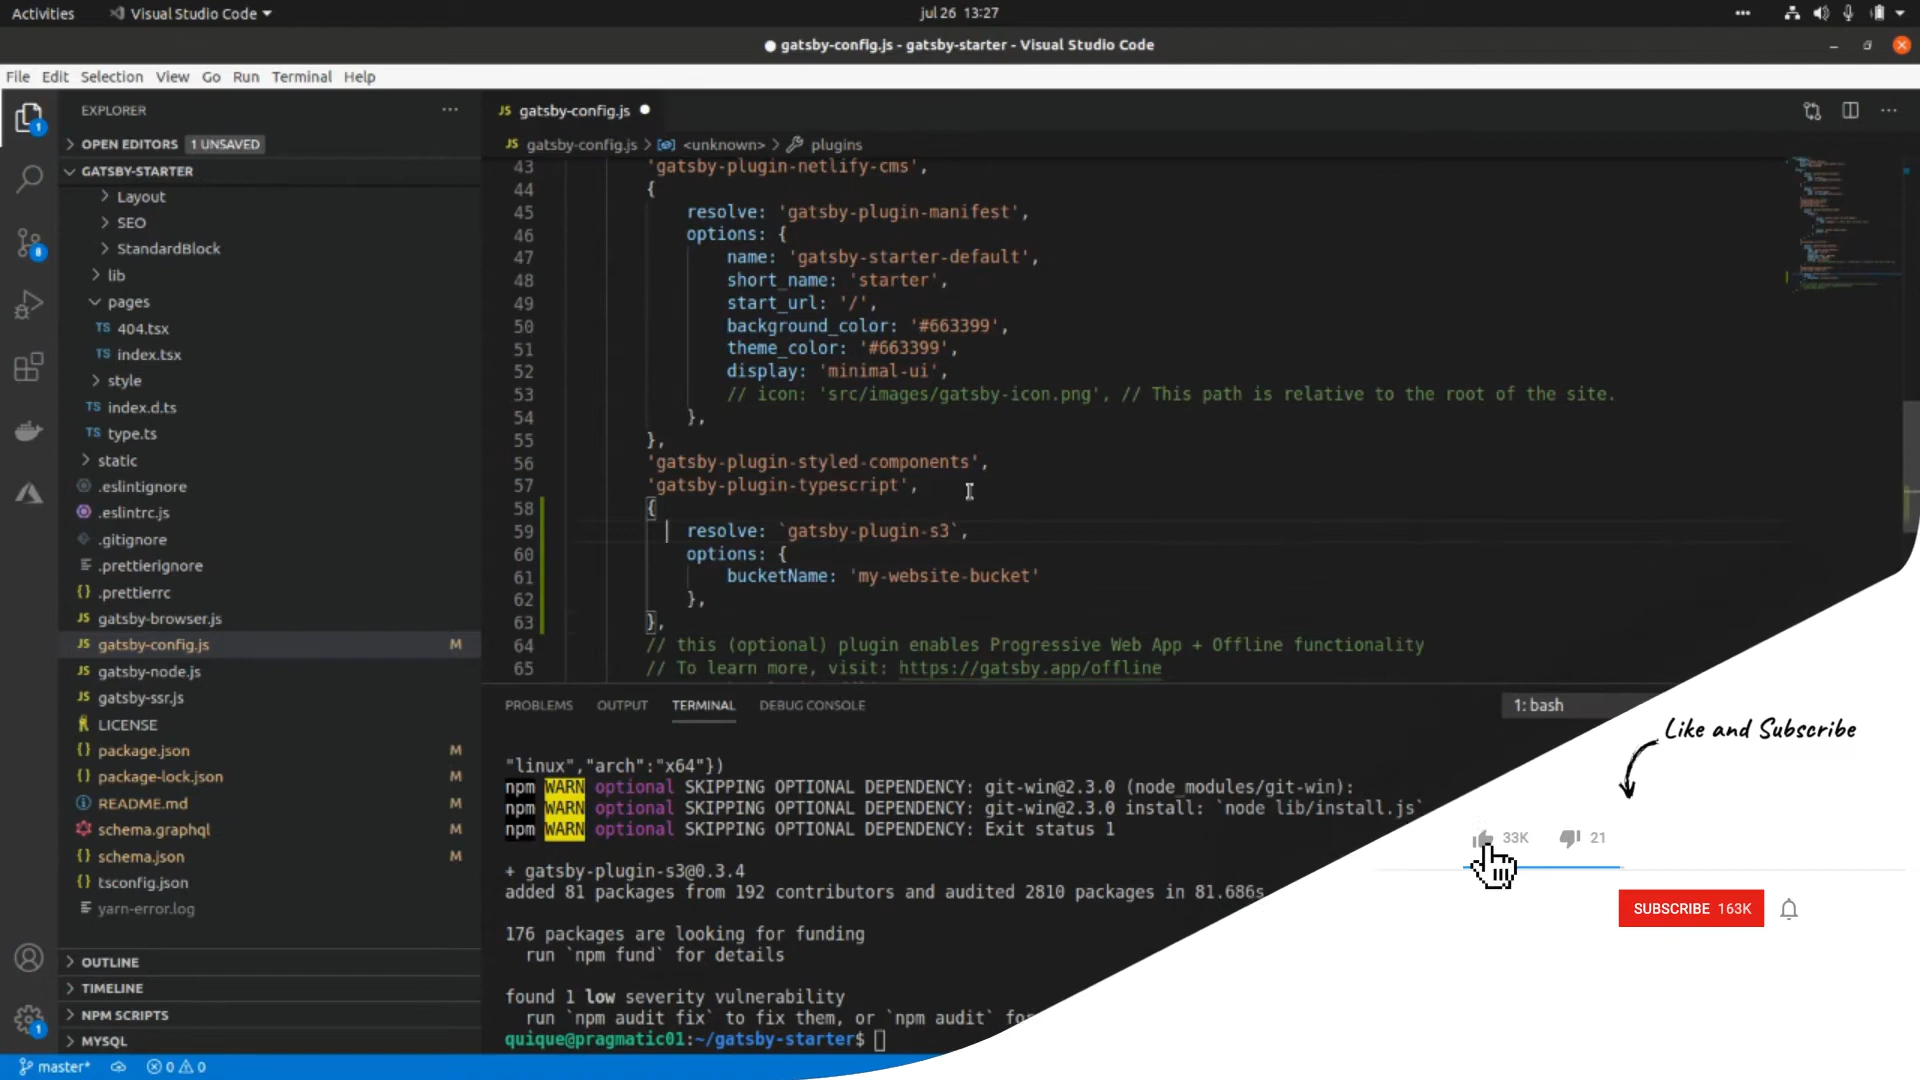 Activities
Visual Studio Code
jul 26 13:27
gatsby-config.js - gatsby-starter - Visual Studio Code
File Edit Selection View Go Run Terminal Help
EXPLORER
OPEN EDITORS 1 UNSAVED
GATSBY-STARTER
Layout
SEO
StandardBlock
lib
pages
TS 404.tsx
TS index.tsx
style
TS index.d.ts
TS type.ts
static
.eslintignore
.eslintrc.js
.gitignore
.prettierignore
{} .prettierrc
JS gatsby-browser.js
JS gatsby-config.js M
JS gatsby-node.js
JS gatsby-ssr.js
LICENSE
{} package.json M
{} package-lock.json M
README.md M
schema.graphql M
{} schema.json M
{} tsconfig.json
yarn-error.log
OUTLINE
TIMELINE
NPM SCRIPTS
MYSQL
1
8
1
JS gatsby-config.js
JS gatsby-config.js > <unknown> > plugins
43 'gatsby-plugin-netlify-cms',
44 {
45 resolve: 'gatsby-plugin-manifest',
46 options: {
47 name: 'gatsby-starter-default',
48 short_name: 'starter',
49 start_url: '/',
50 background_color: '#663399',
51 theme_color: '#663399',
52 display: 'minimal-ui',
53 // icon: 'src/images/gatsby-icon.png', // This path is relative to the root of the site.
54 },
55 },
56 'gatsby-plugin-styled-components',
57 'gatsby-plugin-typescript',
58 {
59 resolve: `gatsby-plugin-s3`,
60 options: {
61 bucketName: 'my-website-bucket'
62 },
63 },
64 // this (optional) plugin enables Progressive Web App + Offline functionality
65 // To learn more, visit: https://gatsby.app/offline
PROBLEMS OUTPUT TERMINAL DEBUG CONSOLE
1: bash
"linux","arch":"x64"})
npm WARN optional SKIPPING OPTIONAL DEPENDENCY: git-win@2.3.0 (node_modules/git-win):
npm WARN optional SKIPPING OPTIONAL DEPENDENCY: git-win@2.3.0 install: `node lib/install.js`
npm WARN optional SKIPPING OPTIONAL DEPENDENCY: Exit status 1
+ gatsby-plugin-s3@0.3.4
added 81 packages from 192 contributors and audited 2810 packages in 81.686s
176 packages are looking for funding
run `npm fund` for details
found 1 low severity vulnerability
run `npm audit fix` to fix them, or `npm audit` for
quique@pragmatic01:~/gatsby-starter$
master*
0 0
Like and Subscribe
33K 21
SUBSCRIBE 163K